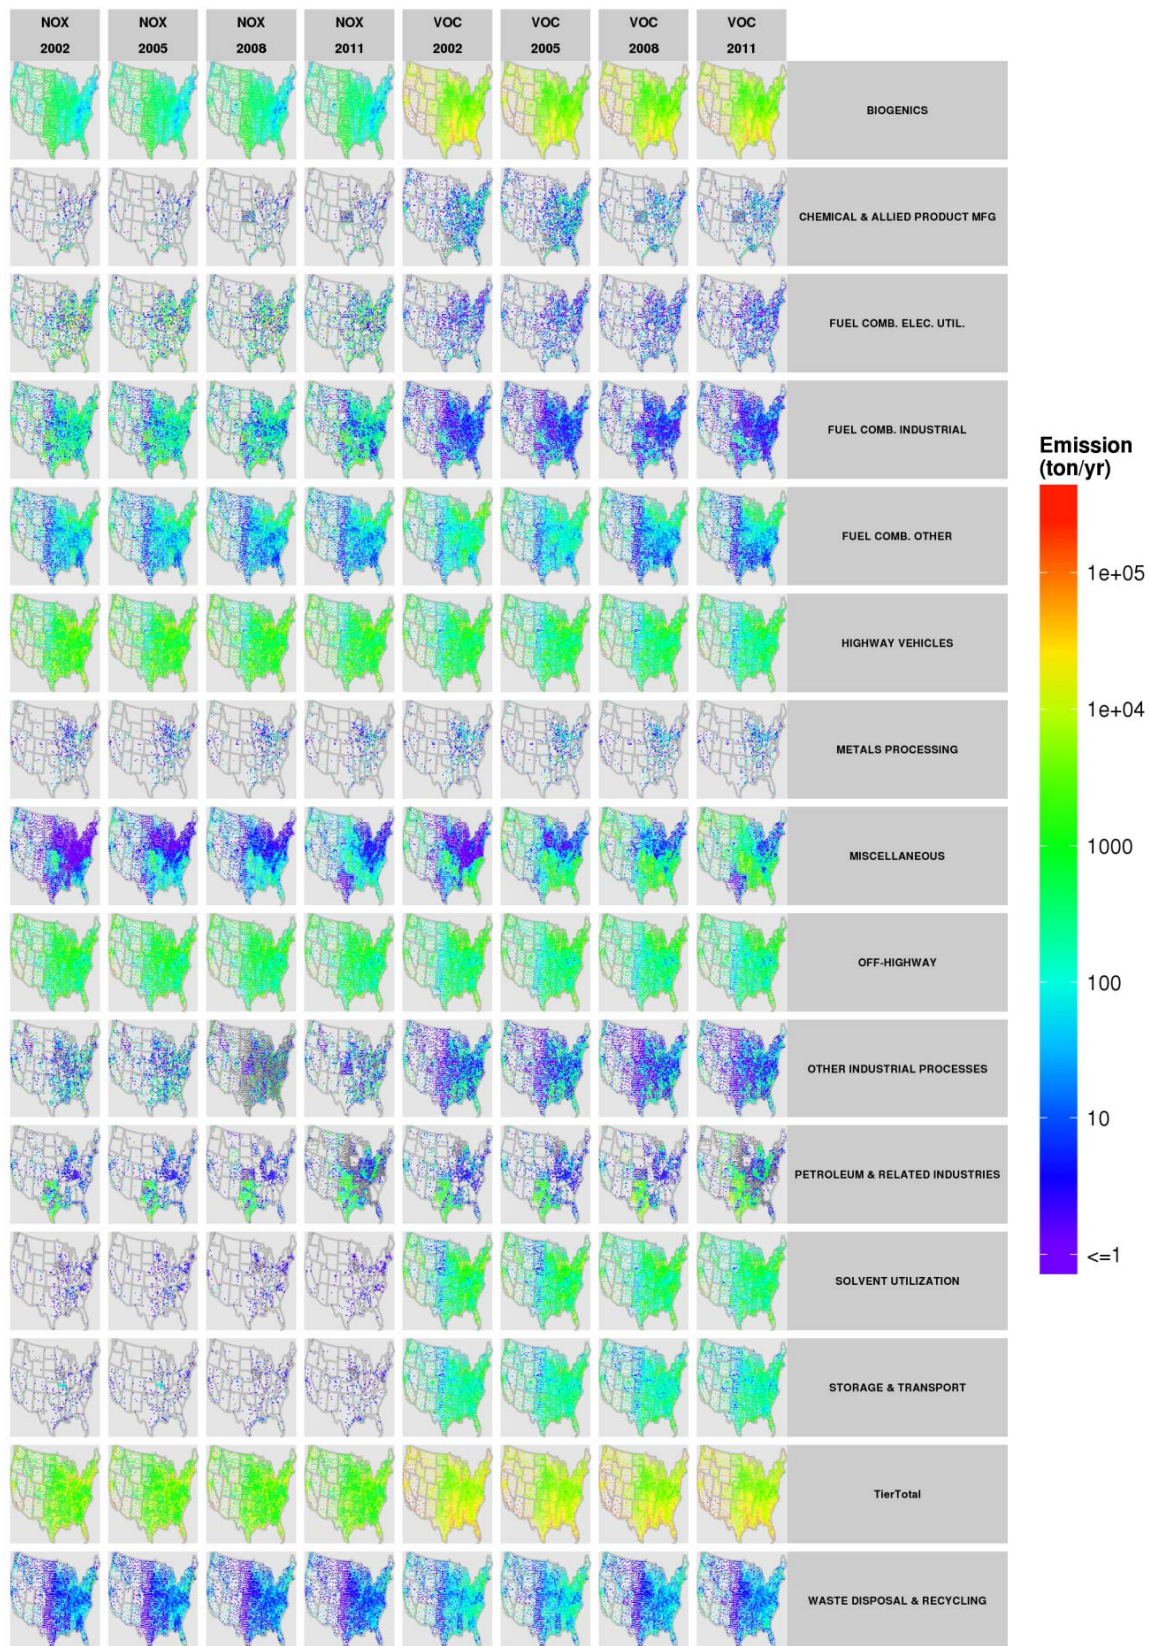 NOX NOX NOX NOX VOC VOC VOC VOC
2002 2005 2008 2011 2002 2005 2008 2011
BIOGENICS
CHEMICAL & ALLIED PRODUCT MFG
FUEL COMB. ELEC. UTIL.
FUEL COMB. INDUSTRIAL
Emission
(ton/yr)
FUEL COMB. OTHER
1e+05
HIGHWAY VEHICLES
1e+04
METALS PROCESSING
1000
MISCELLANEOUS
OFF-HIGHWAY
100
OTHER INDUSTRIAL PROCESSES
10
PETROLEUM & RELATED INDUSTRIES
<=1
SOLVENT UTILIZATION
STORAGE & TRANSPORT
TierTotal
WASTE DISPOSAL & RECYCLING